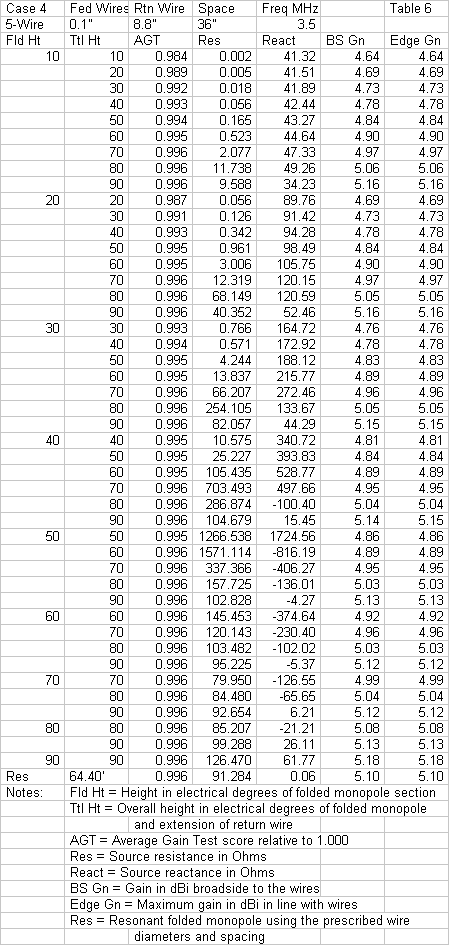 Case 4 Fed Wires Rtn Wire Space Freq MHz Table 6
5-Wire 0.1" 8.8" 36" 3.5
Fld Ht Ttl Ht AGT Res React BS Gn Edge Gn
10 10 0.984 0.002 41.32 4.64 4.64
20 0.989 0.005 41.51 4.69 4.69
30 0.992 0.018 41.89 4.73 4.73
40 0.993 0.056 42.44 4.78 4.78
50 0.994 0.165 43.27 4.84 4.84
60 0.995 0.523 44.64 4.90 4.90
70 0.996 2.077 47.33 4.97 4.97
80 0.996 11.738 49.26 5.06 5.06
90 0.996 9.588 34.23 5.16 5.16
20 20 0.987 0.056 89.76 4.69 4.69
30 0.991 0.126 91.42 4.73 4.73
40 0.993 0.342 94.28 4.78 4.78
50 0.995 0.961 98.49 4.84 4.84
60 0.995 3.006 105.75 4.90 4.90
70 0.996 12.319 120.15 4.97 4.97
80 0.996 68.149 120.59 5.05 5.05
90 0.996 40.352 52.46 5.16 5.16
30 30 0.993 0.766 164.72 4.76 4.76
40 0.994 0.571 172.92 4.78 4.78
50 0.995 4.244 188.12 4.83 4.83
60 0.995 13.837 215.77 4.89 4.89
70 0.996 66.207 272.46 4.96 4.96
80 0.996 254.105 133.67 5.05 5.05
90 0.996 82.057 44.29 5.15 5.15
40 40 0.995 10.575 340.72 4.81 4.81
50 0.995 25.227 393.83 4.84 4.84
60 0.995 105.435 528.77 4.89 4.89
70 0.996 703.493 497.66 4.95 4.95
80 0.996 286.874 -100.40 5.04 5.04
90 0.996 104.679 15.45 5.14 5.15
50 50 0.995 1266.538 1724.56 4.86 4.86
60 0.996 1571.114 -816.19 4.89 4.89
70 0.996 337.366 -406.27 4.95 4.95
80 0.996 157.725 -136.01 5.03 5.03
90 0.996 102.828 -4.27 5.13 5.13
60 60 0.996 145.453 -374.64 4.92 4.92
70 0.996 120.143 -230.40 4.96 4.96
80 0.996 103.482 -102.02 5.03 5.03
90 0.996 95.225 -5.37 5.12 5.12
70 70 0.996 79.950 -126.55 4.99 4.99
80 0.996 84.480 -65.65 5.04 5.04
90 0.996 92.654 6.21 5.12 5.12
80 80 0.996 85.207 -21.21 5.08 5.08
90 0.996 99.288 26.11 5.13 5.13
90 90 0.996 126.470 61.77 5.18 5.18
Res 64.40' 0.996 91.284 0.06 5.10 5.10
Notes: Fld Ht = Height in electrical degrees of folded monopole section
Ttl Ht = Overall height in electrical degrees of folded monopole
and extension of return wire
AGT = Average Gain Test score relative to 1.000
Res = Source resistance in Ohms
React = Source reactance in Ohms
BS Gn = Gain in dBi broadside to the wires
Edge Gn = Maximum gain in dBi in line with wires
Res = Resonant folded monopole using the prescribed wire
diameters and spacing